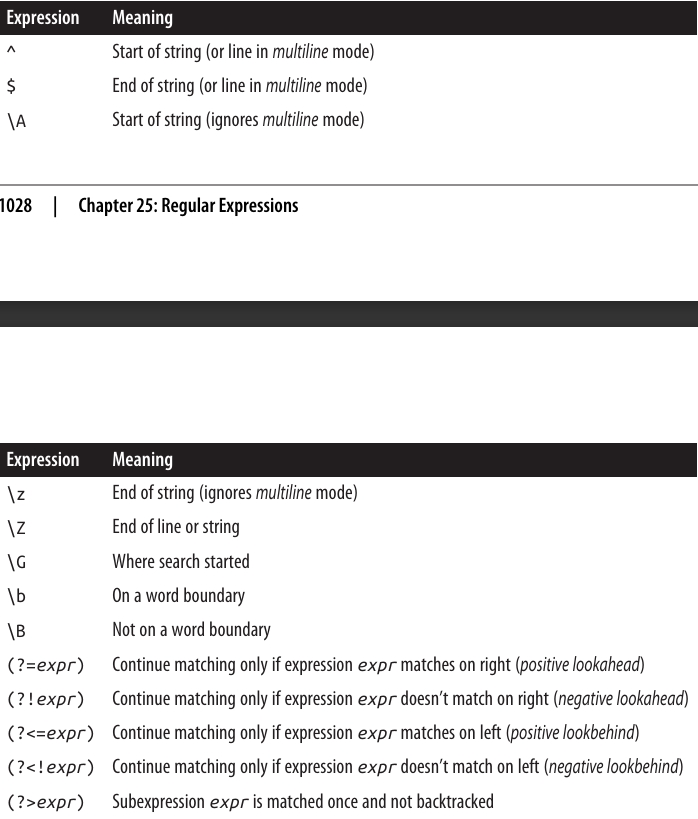 Expression Meaning
^ Start of string (or line in multiline mode)
$ End of string (or line in multiline mode)
\A Start of string (ignores multiline mode)
1028 | Chapter 25: Regular Expressions
Expression Meaning
\z End of string (ignores multiline mode)
\Z End of line or string
\G Where search started
\b On a word boundary
\B Not on a word boundary
(?=expr) Continue matching only if expression expr matches on right (positive lookahead)
(?!expr) Continue matching only if expression expr doesn’t match on right (negative lookahead)
(?<=expr) Continue matching only if expression expr matches on left (positive lookbehind)
(?<!expr) Continue matching only if expression expr doesn’t match on left (negative lookbehind)
(?>expr) Subexpression expr is matched once and not backtracked